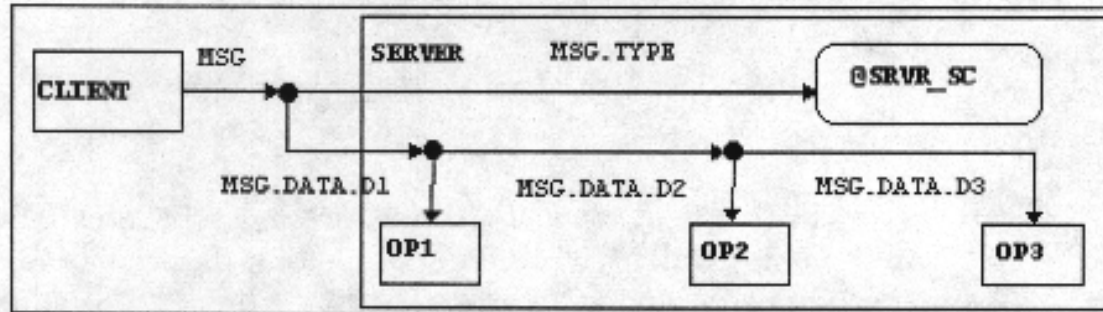 MSG
SERVER
MSG.TYPE
@SRVR_SC
CLIENT
MSG.DATA.D1
MSG.DATA.D2
MSG.DATA.D3
OP1
OP2
OP3